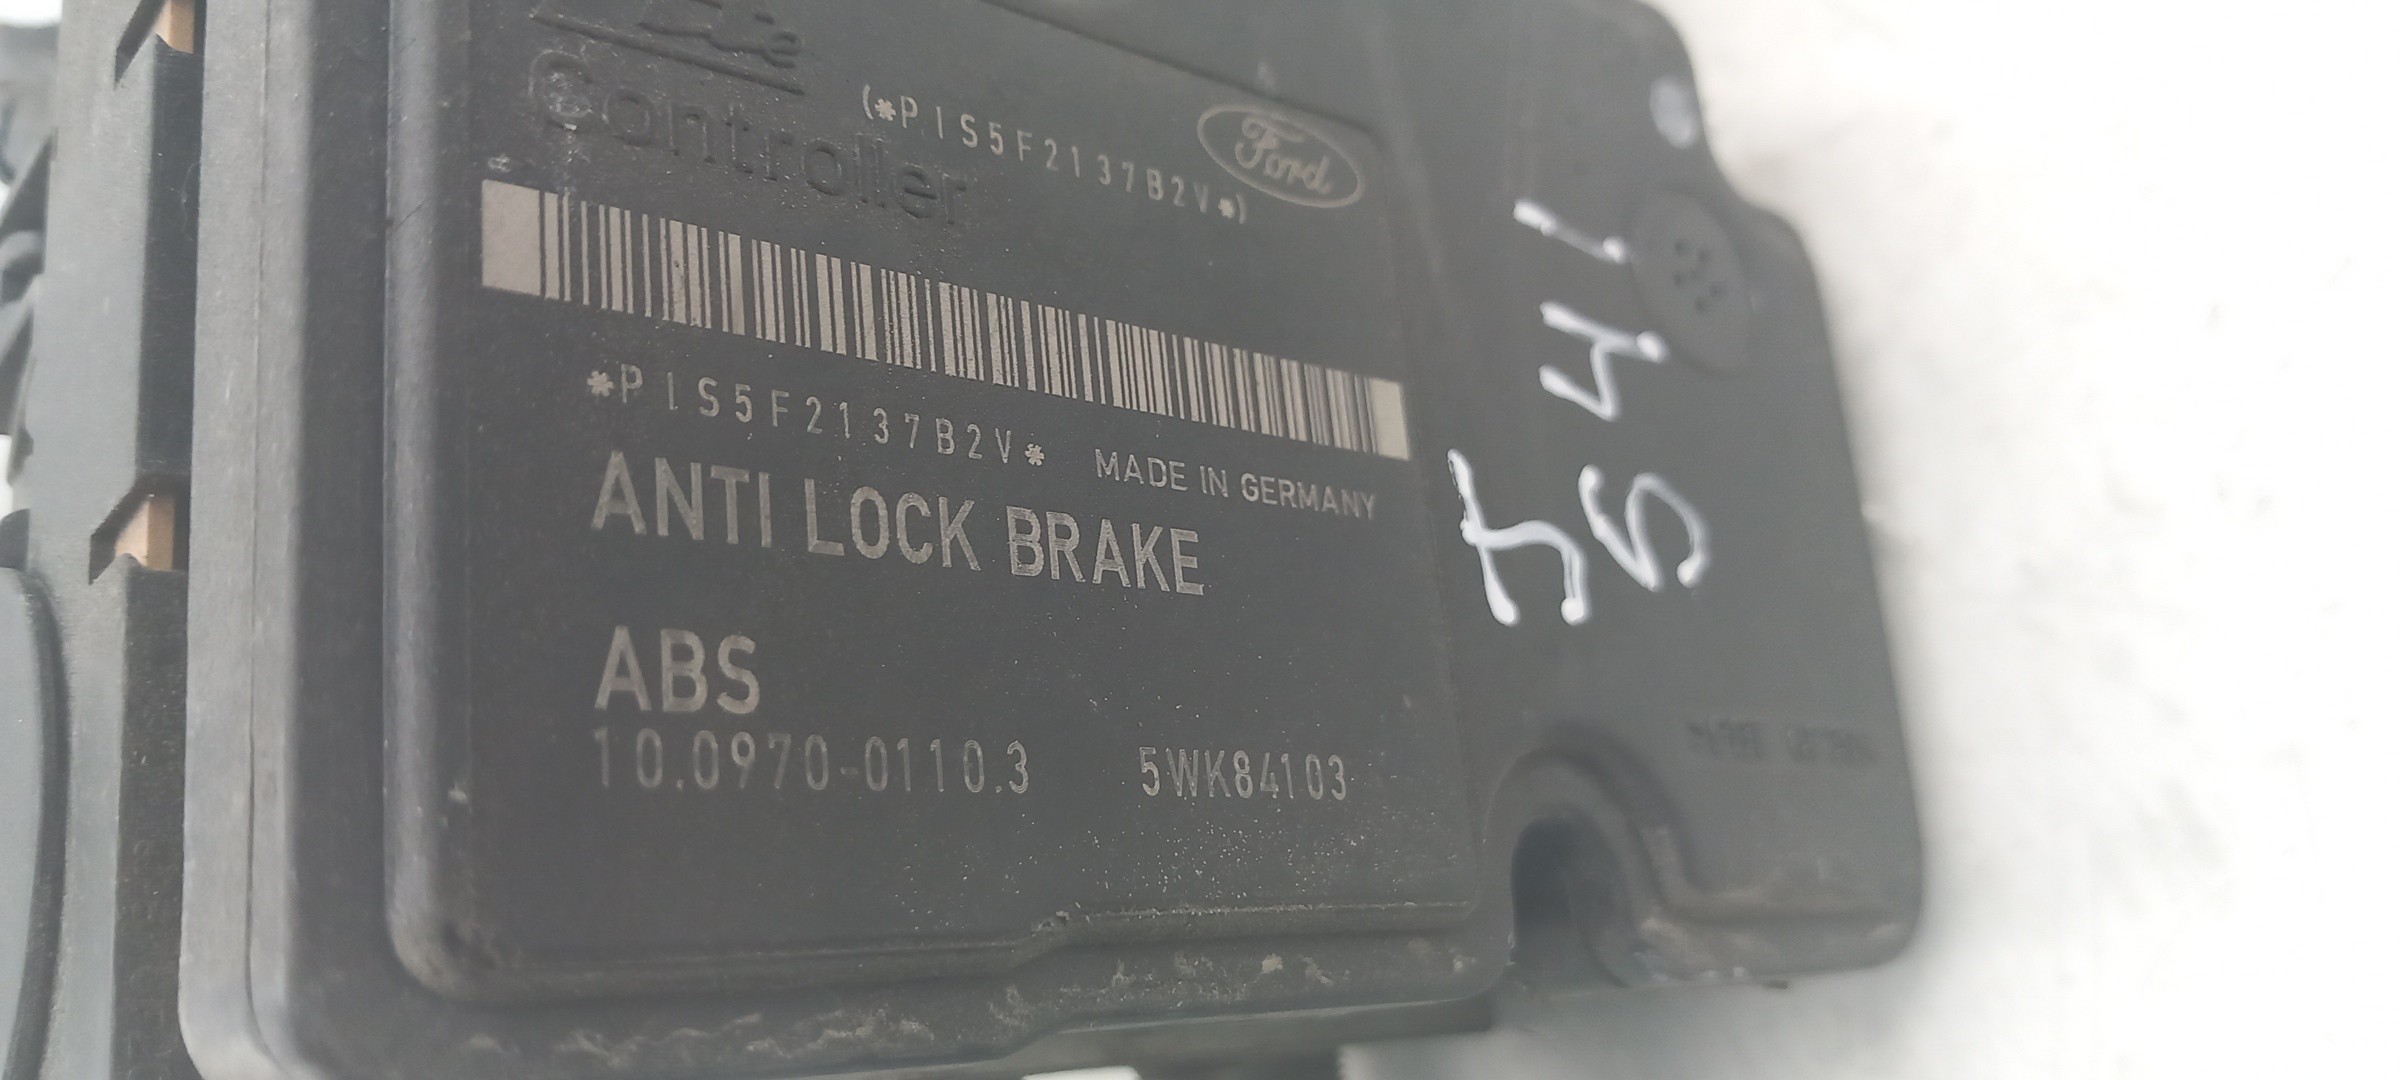 Controller
(*P1S5F2137B2V*)
Ford
*P1S5F2137B2V*
MADE IN GERMANY
ANTI LOCK BRAKE
ABS
10.0970-0110.3 5WK84103
541